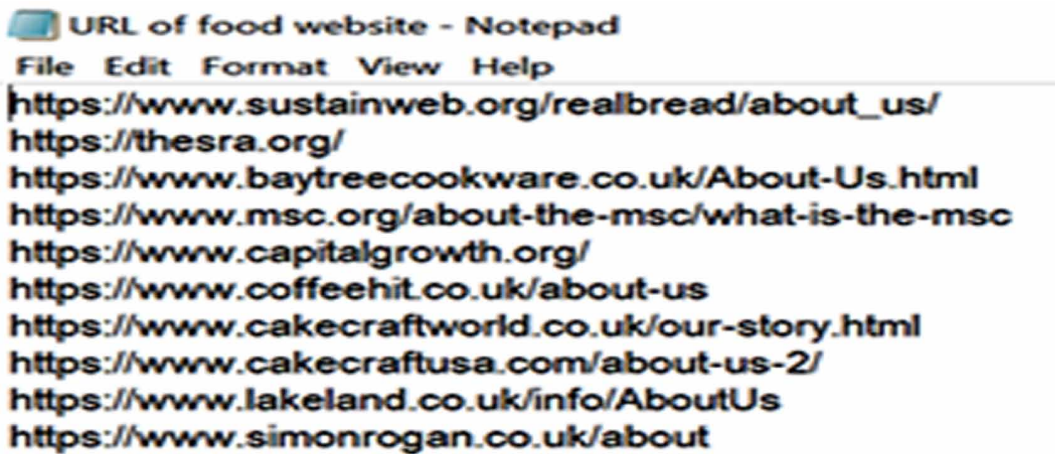 URL of food website - Notepad
File Edit Format View Help
https://www.sustainweb.org/realbread/about_us/
https://thesra.org/
https://www.baytreecookware.co.uk/About-Us.html
https://www.msc.org/about-the-msc/what-is-the-msc
https://www.capitalgrowth.org/
https://www.coffeehit.co.uk/about-us
https://www.cakecraftworld.co.uk/our-story.html
https://www.cakecraftusa.com/about-us-2/
https://www.lakeland.co.uk/info/AboutUs
https://www.simonrogan.co.uk/about